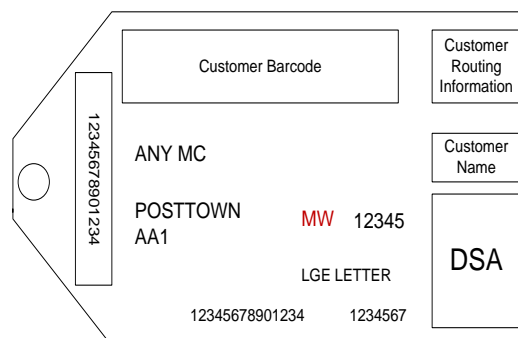 Customer Barcode
Customer
Routing
Information
12345678901234
ANY MC
Customer
Name
POSTTOWN
AA1
MW 12345
DSA
LGE LETTER
12345678901234 1234567